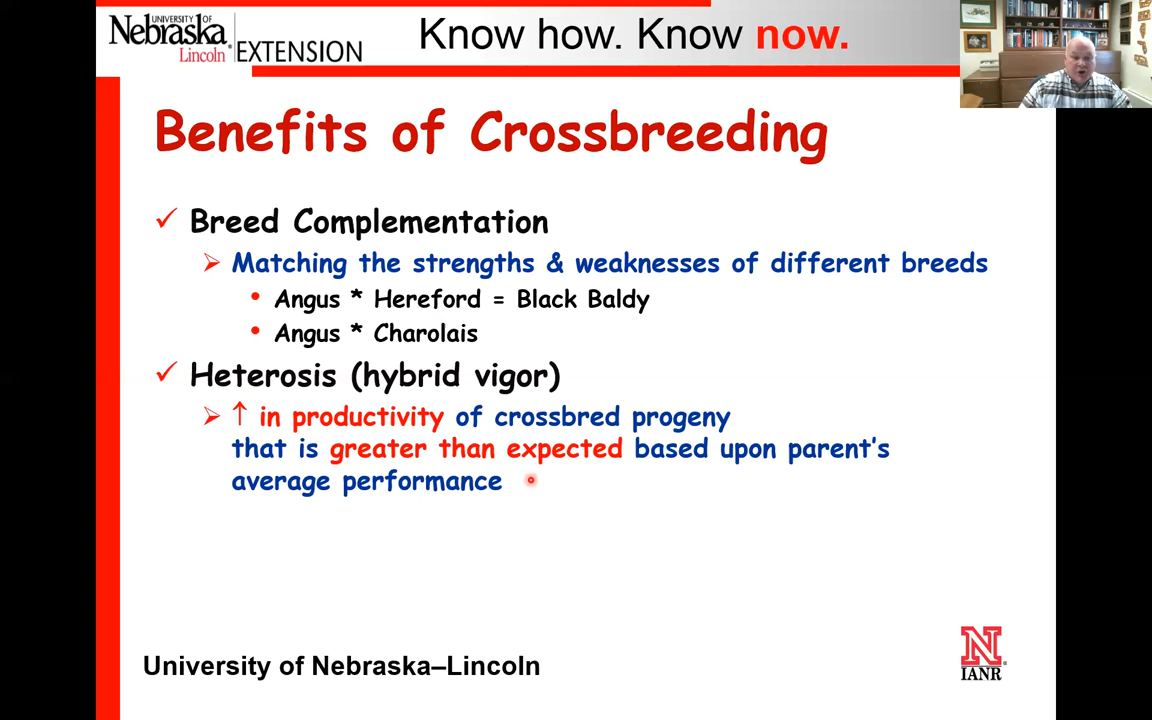 UNIVERSITY OF
Nebraska
Lincoln
EXTENSION
Know how. Know now.
Benefits of Crossbreeding
✓ Breed Complementation
➢ Matching the strengths & weaknesses of different breeds
• Angus * Hereford = Black Baldy
• Angus * Charolais
✓ Heterosis (hybrid vigor)
➢ ↑ in productivity of crossbred progeny
that is greater than expected based upon parent's
average performance
University of Nebraska–Lincoln
N
IANR